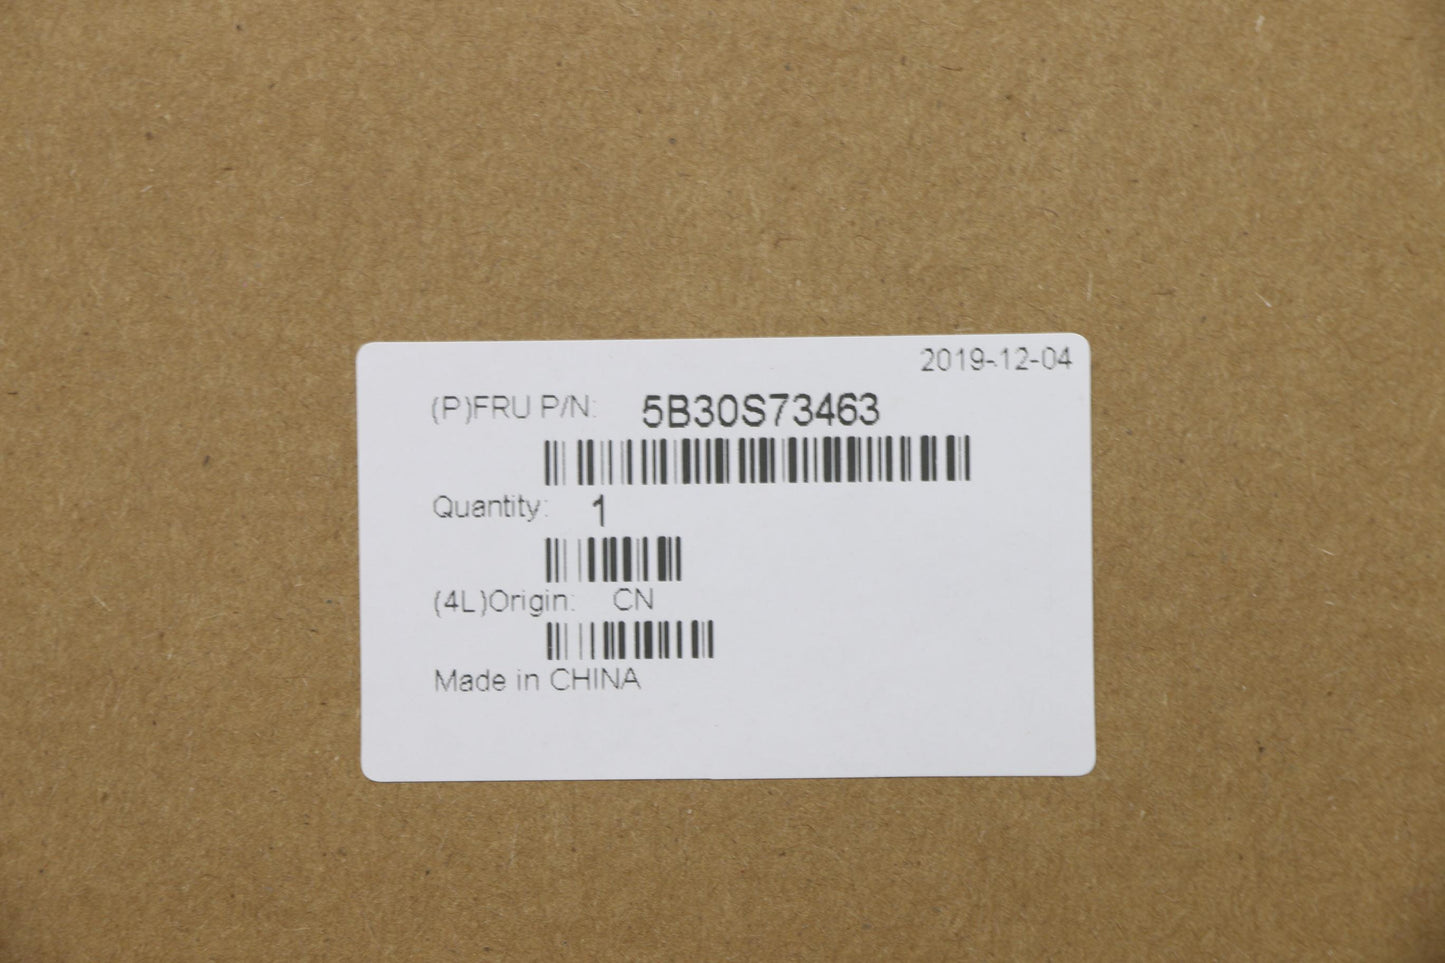 2019-12-04
(P)FRU P/N: 5B30S73463
Quantity: 1
(4L)Origin: CN
Made in CHINA